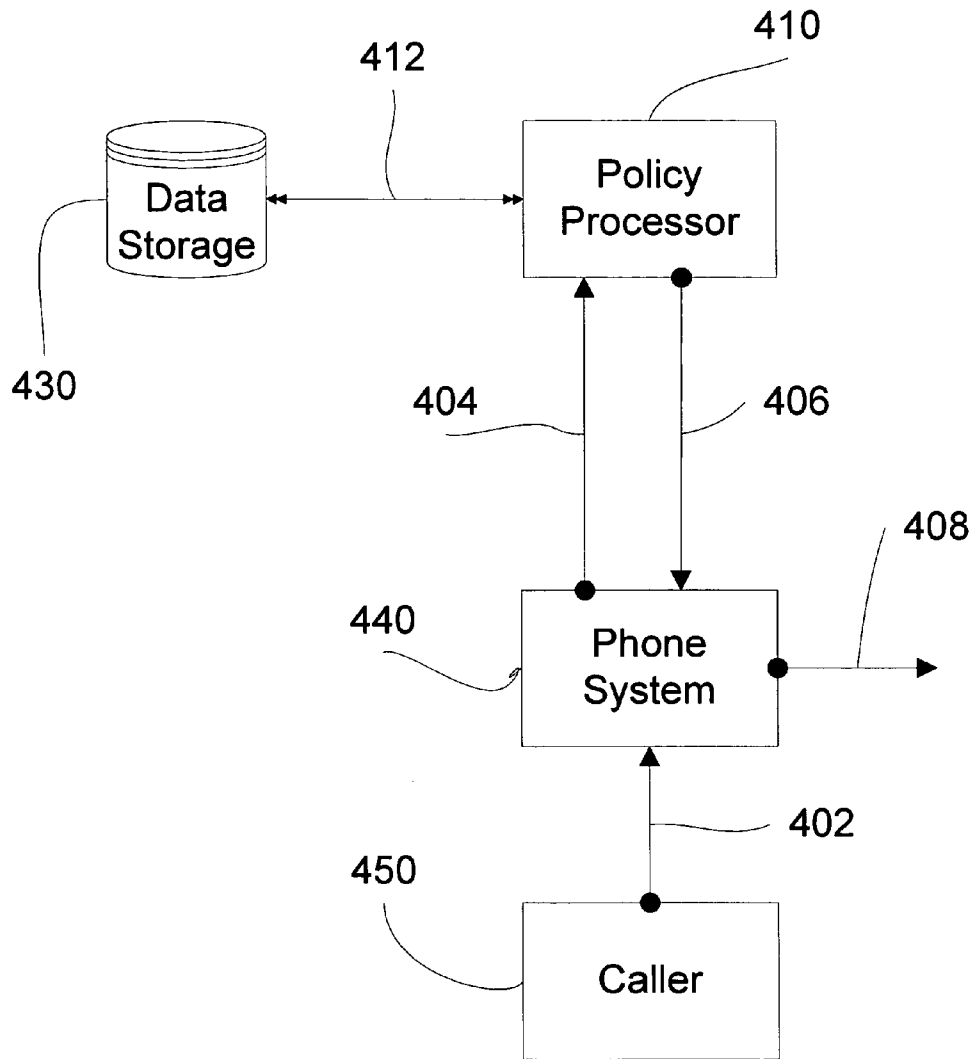 410
412
Policy
Processor
Data
Storage
430
404
406
408
440
Phone
System
402
450
Caller